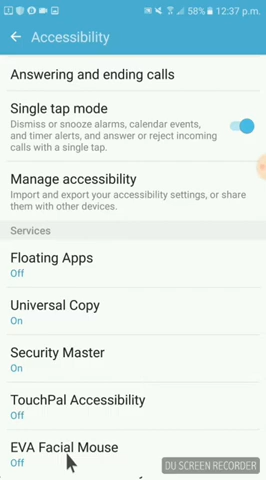 58% 12:37 p.m.
Accessibility
Answering and ending calls
Single tap mode
Dismiss or snooze alarms, calendar events,
and timer alerts, and answer or reject incoming
calls with a single tap.
Manage accessibility
Import and export your accessibility settings, or share
them with other devices.
Services
Floating Apps
Off
Universal Copy
On
Security Master
On
TouchPal Accessibility
Off
EVA Facial Mouse
Off
DU SCREEN RECORDER